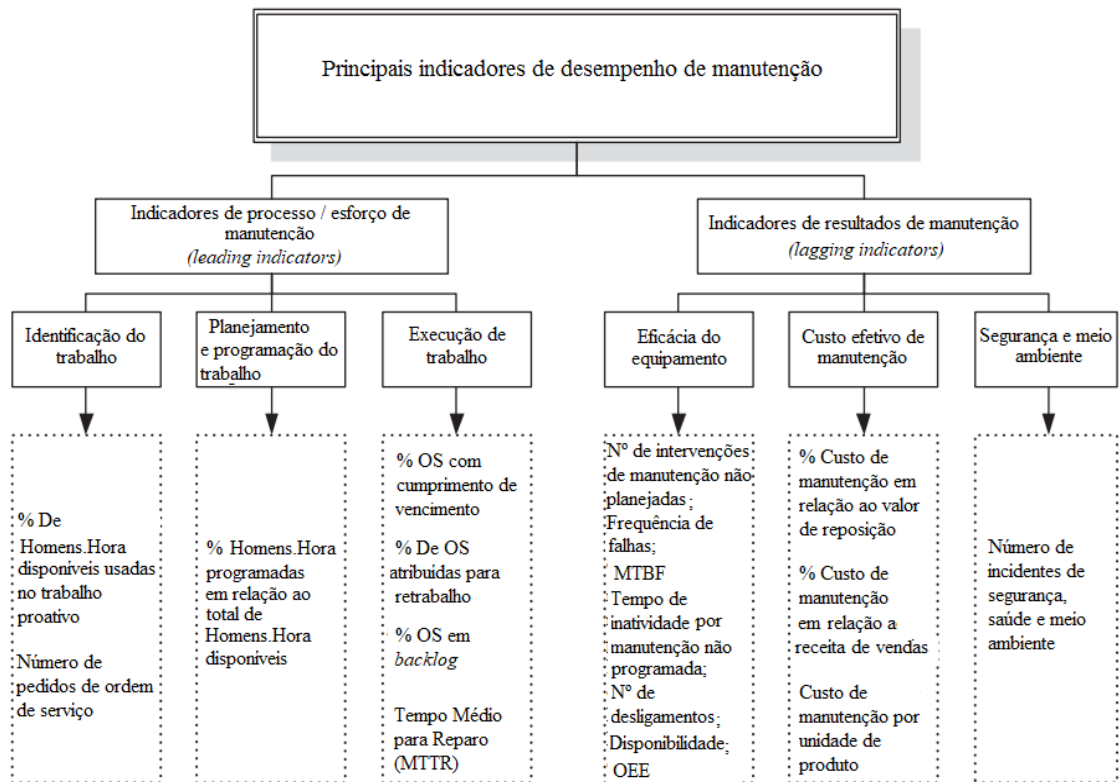 Principais indicadores de desempenho de manutenção
Indicadores de processo / esforço de
manutenção
(leading indicators)
Indicadores de resultados de manutenção
(lagging indicators)
Identificação do
trabalho
Planejamento
e programação do
trabalho
Execução de
trabalho
Eficácia do
equipamento
Custo efetivo de
manutenção
Segurança e meio
ambiente
% De
Homens.Hora
disponíveis usadas
no trabalho
proativo
Número de
pedidos de ordem
de serviço
% Homens.Hora
programadas
em relação ao
total de
Homens.Hora
disponíveis
% OS com
cumprimento de
vencimento
% De OS
atribuidas para
retrabalho
% OS em
backlog
Tempo Médio
para Reparo
(MTTR)
Nº de intervenções
de manutenção não
planejadas;
Frequência de
falhas;
MTBF
Tempo de
inatividade por
manutenção não
programada;
Nº de
desligamentos;
Disponibilidade;
OEE
% Custo de
manutenção em
relação ao valor
de reposição
% Custo de
manutenção
em relação a
receita de vendas
Custo de
manutenção por
unidade de
produto
Número de
incidentes de
segurança,
saúde e meio
ambiente